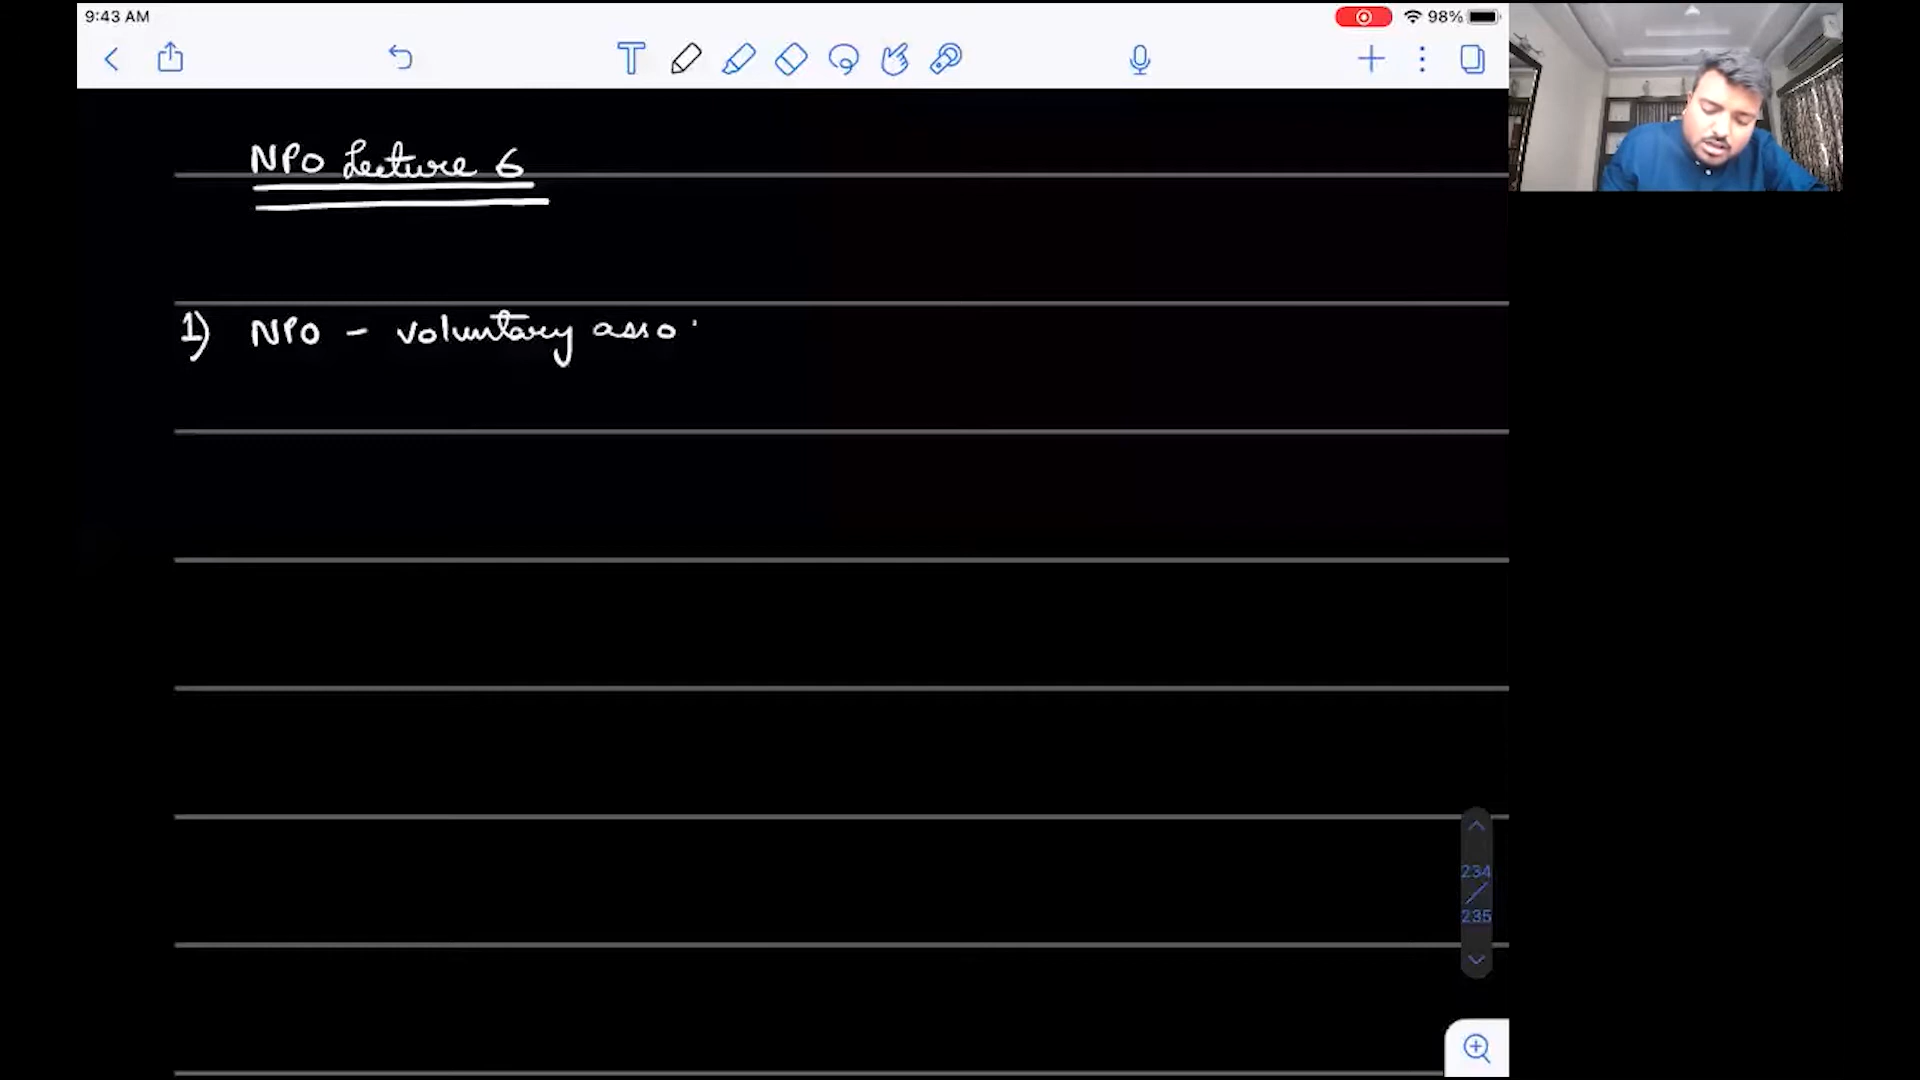 9:43 AM
98%
NPO Lecture 6
1) NPO - voluntary asso
234
235